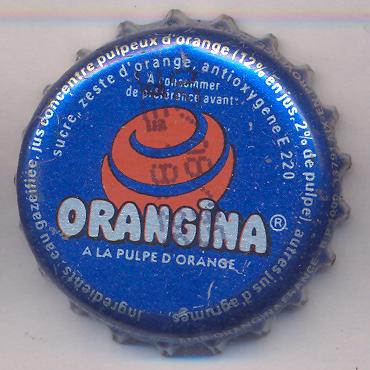 Ingrédients: eau gazéifiée, jus concentré pulpeux d'orange (12% en jus, 2% de pulpe), autres jus d'agrumes,
sucre, zeste d'orange, antioxygène E 220
A consommer
de préférence avant:
ORANGINA ®
A LA PULPE D'ORANGE